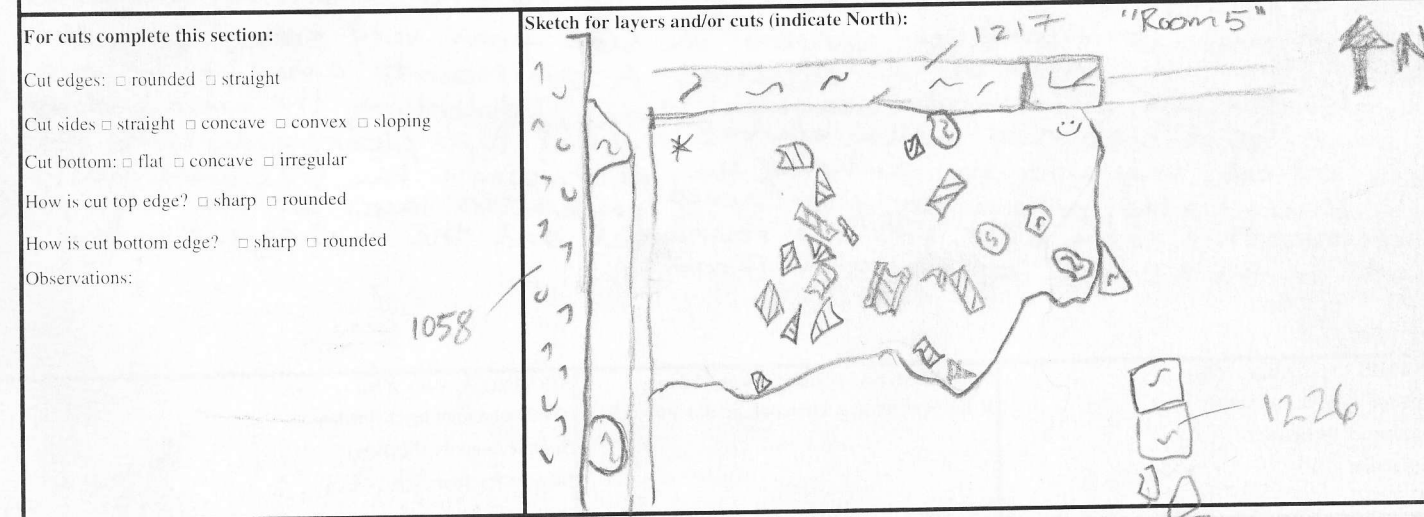 For cuts complete this section:
Cut edges: □ rounded □ straight
Cut sides □ straight □ concave □ convex □ sloping
Cut bottom: □ flat □ concave □ irregular
How is cut top edge? □ sharp □ rounded
How is cut bottom edge? □ sharp □ rounded
Observations:
1058
Sketch for layers and/or cuts (indicate North):
1217
"Room 5"
N
1226